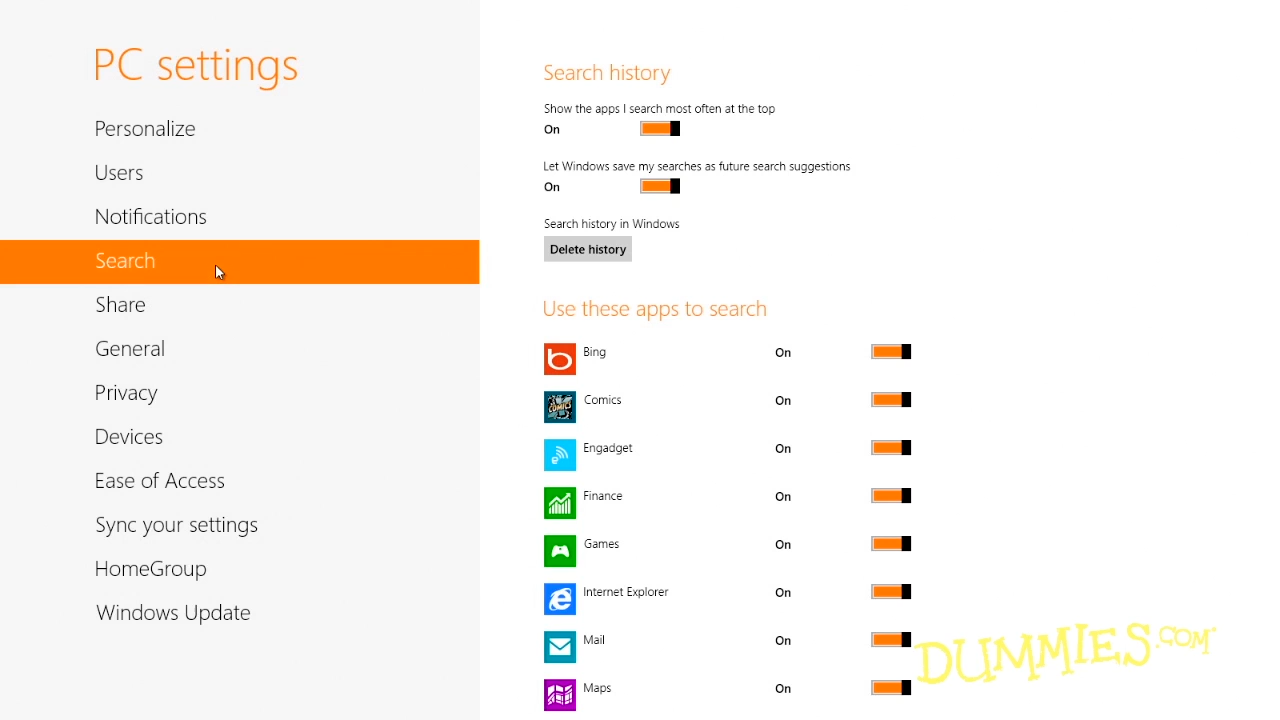 PC settings
Personalize
Users
Notifications
Search
Share
General
Privacy
Devices
Ease of Access
Sync your settings
HomeGroup
Windows Update
Search history
Show the apps I search most often at the top
On
Let Windows save my searches as future search suggestions
On
Search history in Windows
Delete history
Use these apps to search
Bing On
COMICS
Comics On
Engadget On
Finance On
Games On
Internet Explorer On
Mail On
Maps On
DUMMIES.COM